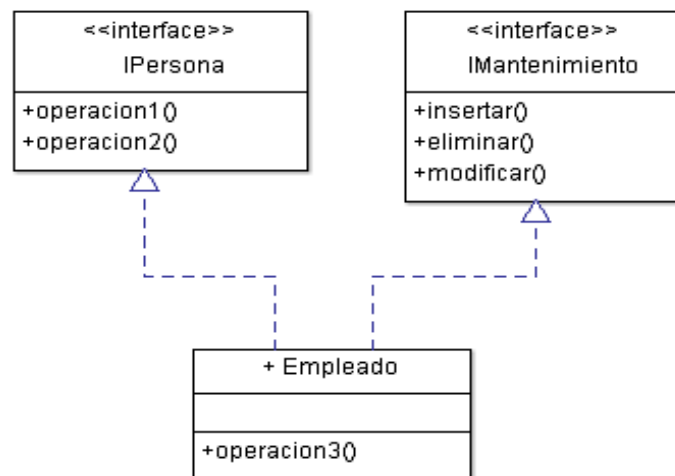 <<interface>>
IPersona
+operacion1()
+operacion2()
<<interface>>
IMantenimiento
+insertar()
+eliminar()
+modificar()
+ Empleado
+operacion3()